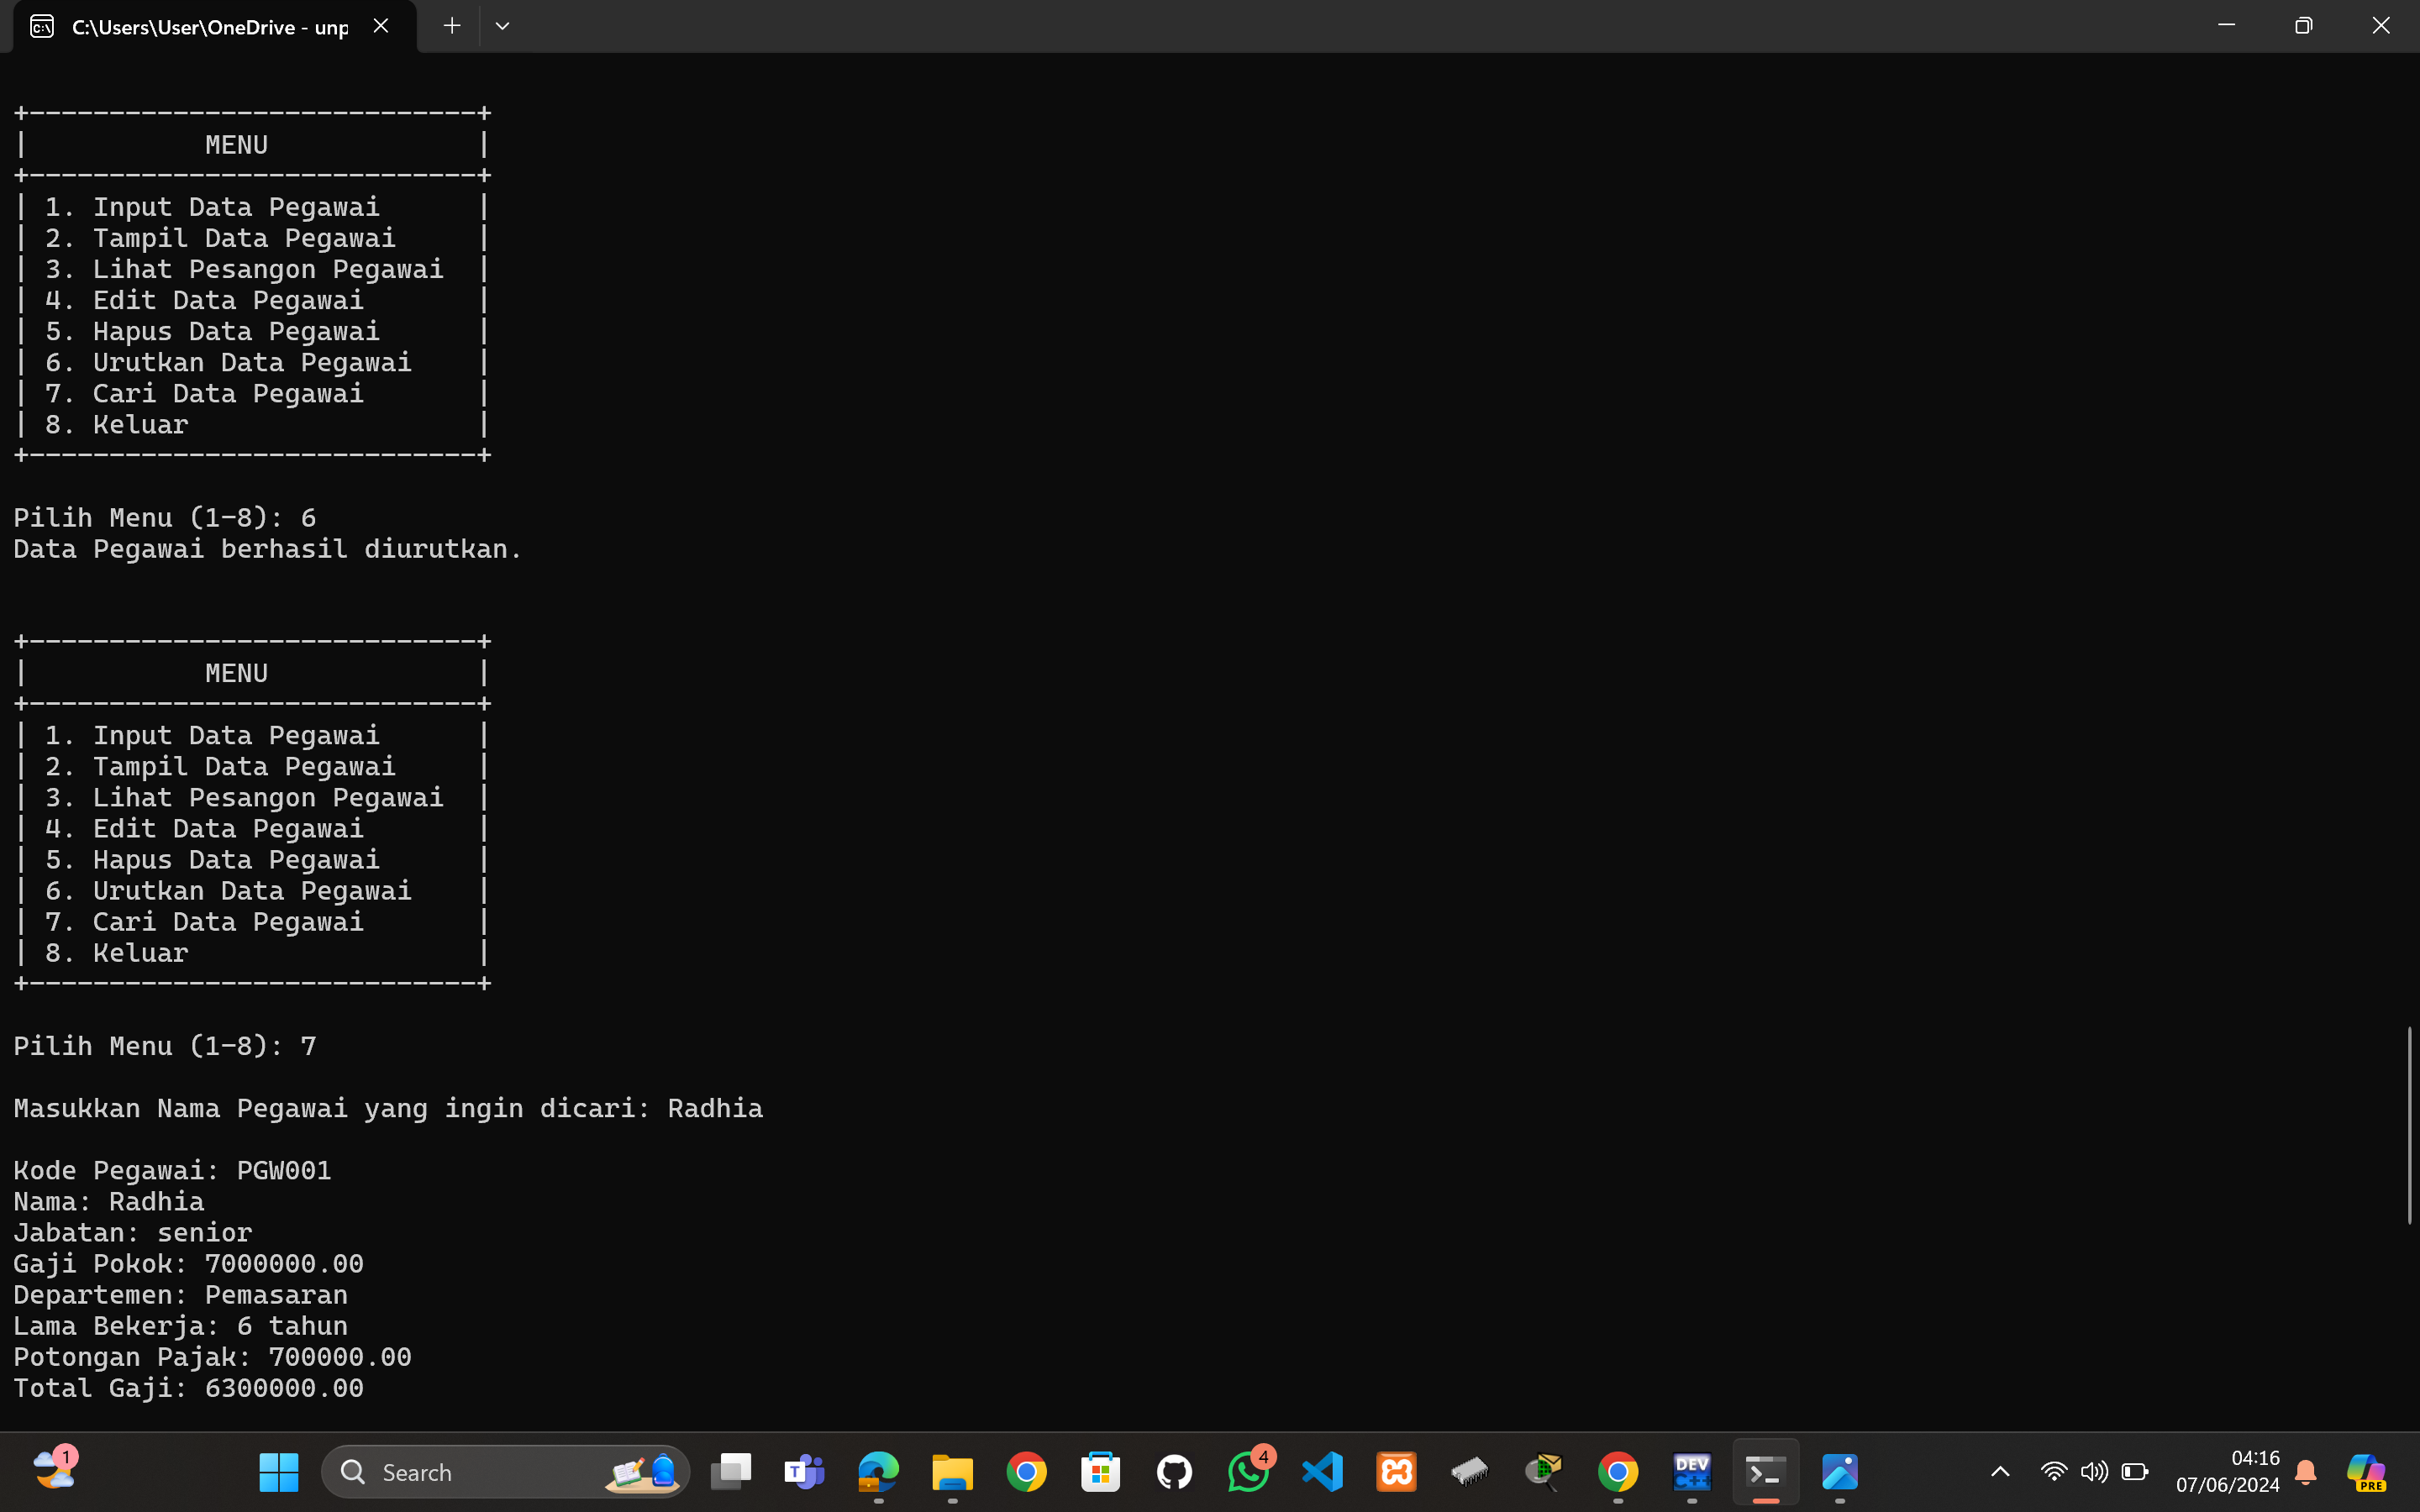 C:\Users\User\OneDrive - unp
+----------------------------+
|           MENU             |
+----------------------------+
| 1. Input Data Pegawai      |
| 2. Tampil Data Pegawai     |
| 3. Lihat Pesangon Pegawai  |
| 4. Edit Data Pegawai       |
| 5. Hapus Data Pegawai      |
| 6. Urutkan Data Pegawai    |
| 7. Cari Data Pegawai       |
| 8. Keluar                  |
+----------------------------+
Pilih Menu (1-8): 6
Data Pegawai berhasil diurutkan.
+----------------------------+
|           MENU             |
+----------------------------+
| 1. Input Data Pegawai      |
| 2. Tampil Data Pegawai     |
| 3. Lihat Pesangon Pegawai  |
| 4. Edit Data Pegawai       |
| 5. Hapus Data Pegawai      |
| 6. Urutkan Data Pegawai    |
| 7. Cari Data Pegawai       |
| 8. Keluar                  |
+----------------------------+
Pilih Menu (1-8): 7
Masukkan Nama Pegawai yang ingin dicari: Radhia
Kode Pegawai: PGW001
Nama: Radhia
Jabatan: senior
Gaji Pokok: 7000000.00
Departemen: Pemasaran
Lama Bekerja: 6 tahun
Potongan Pajak: 700000.00
Total Gaji: 6300000.00
1
Search
T
4
DEV C++
04:16
07/06/2024
PRE